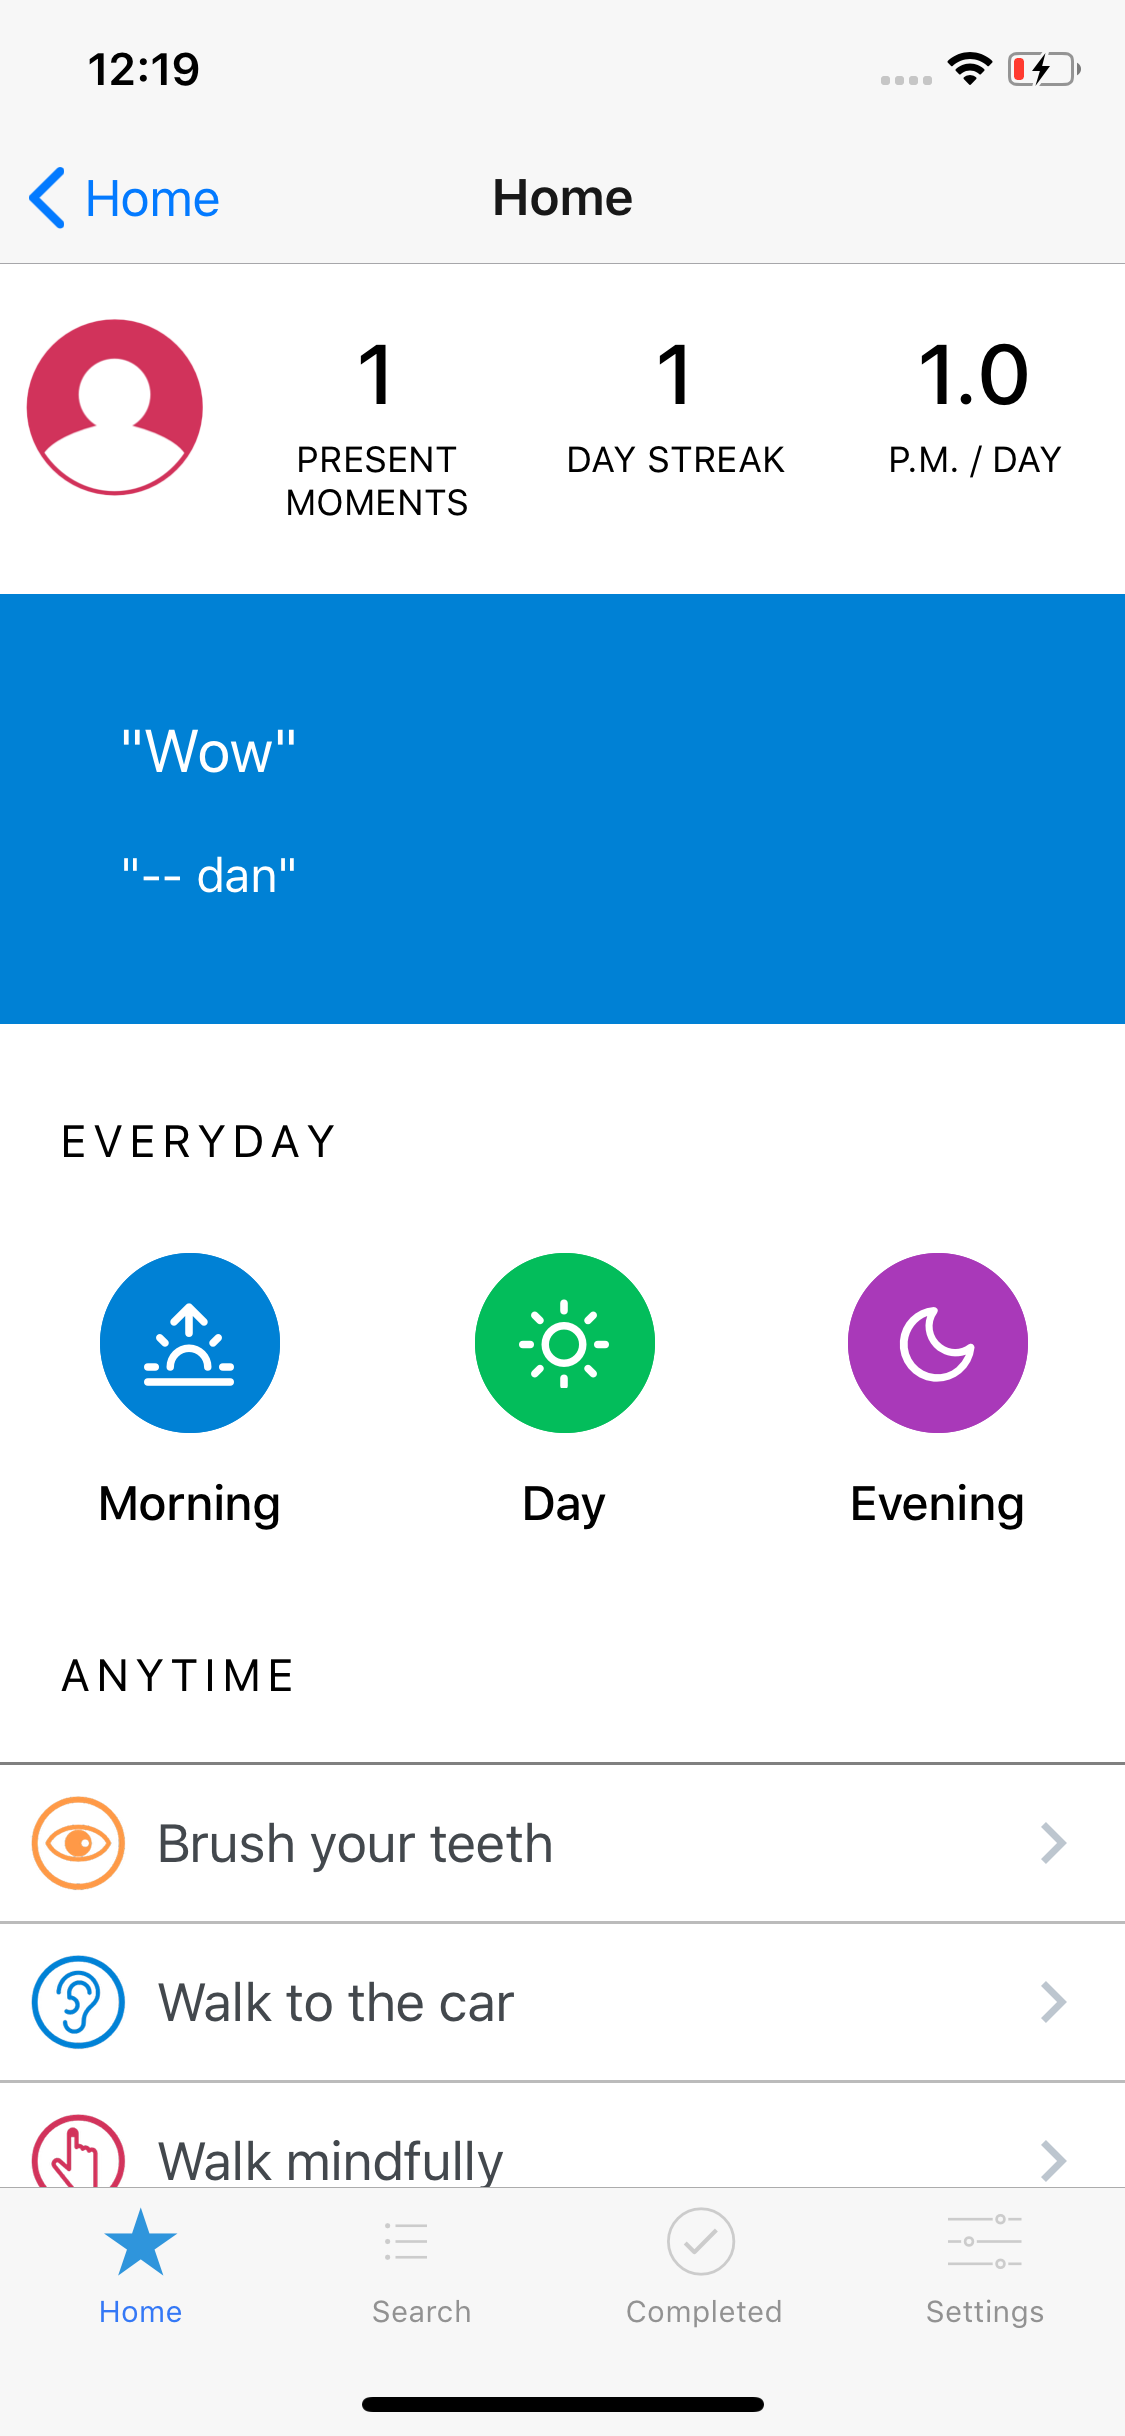 12:19
Home
Home
1
1
1.0
PRESENT
MOMENTS
DAY STREAK
P.M. / DAY
"Wow"
"-- dan"
EVERYDAY
Morning
Day
Evening
ANYTIME
Brush your teeth
Walk to the car
Walk mindfully
Home
Search
Completed
Settings